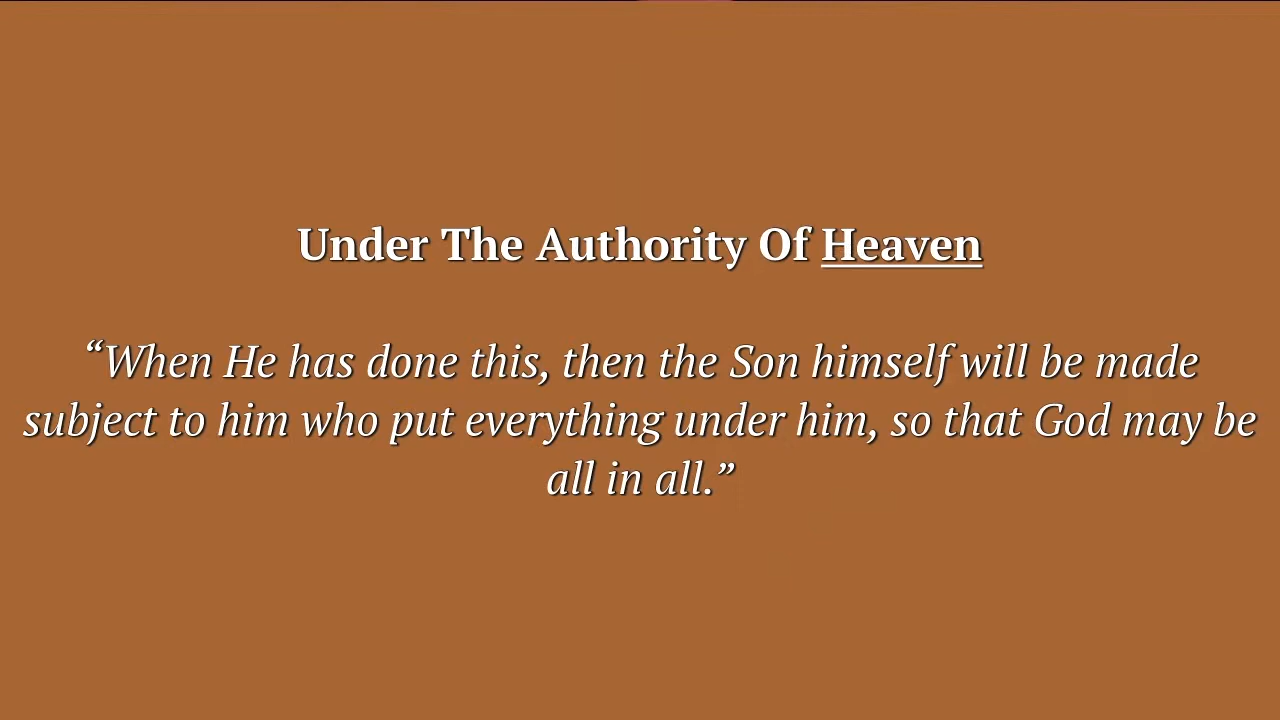 Under The Authority Of Heaven
“When He has done this, then the Son himself will be made
subject to him who put everything under him, so that God may be
all in all.”